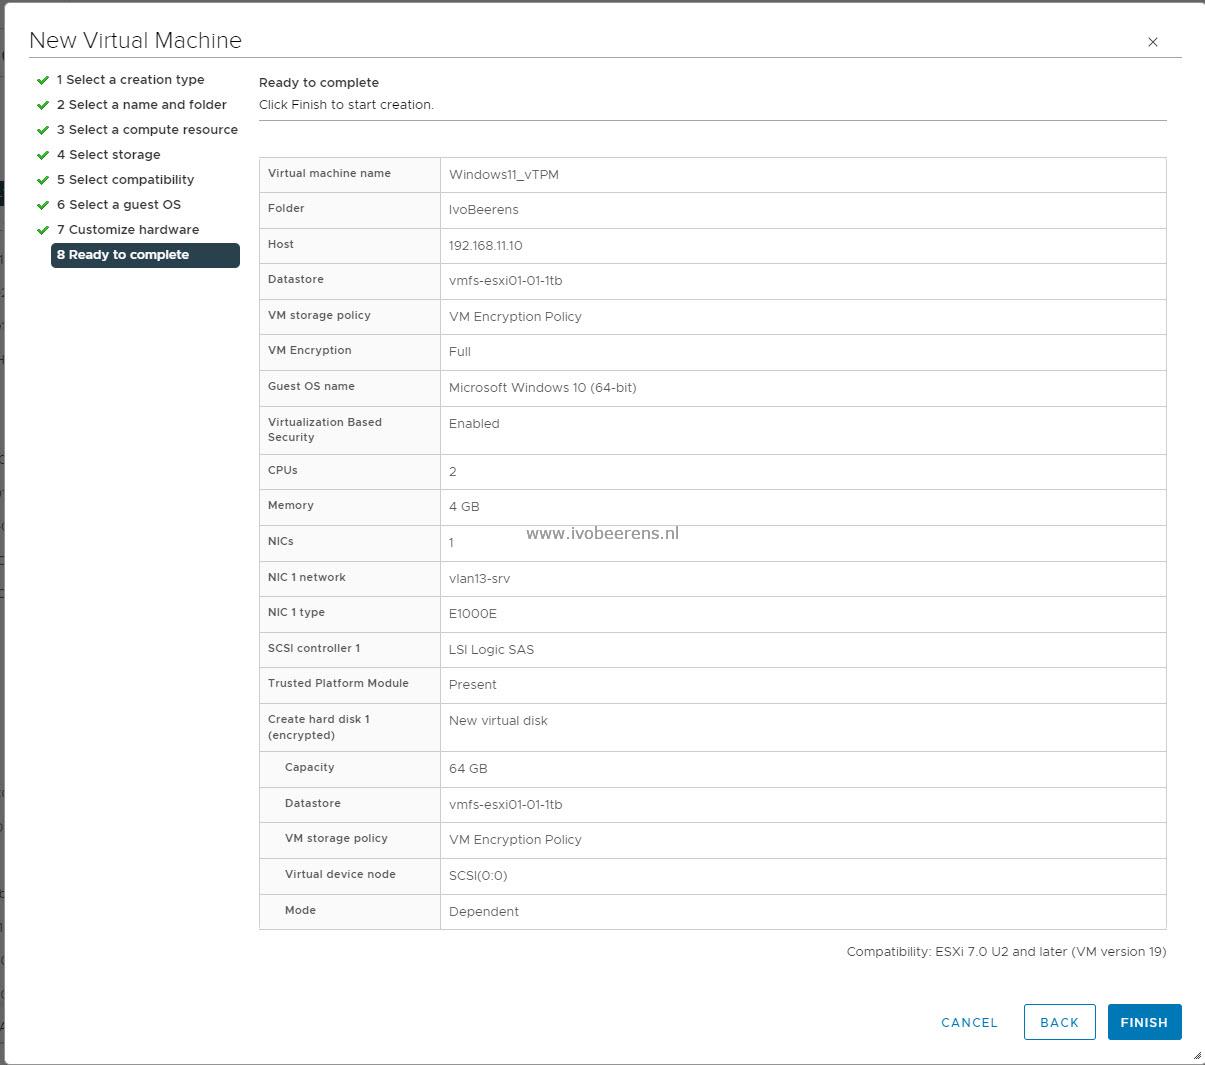 New Virtual Machine
1 Select a creation type
2 Select a name and folder
3 Select a compute resource
4 Select storage
5 Select compatibility
6 Select a guest OS
7 Customize hardware
8 Ready to complete
Ready to complete
Click Finish to start creation.
Virtual machine name Windows11_vTPM
Folder IvoBeerens
Host 192.168.11.10
Datastore vmfs-esxi01-01-1tb
VM storage policy VM Encryption Policy
VM Encryption Full
Guest OS name Microsoft Windows 10 (64-bit)
Virtualization Based Enabled
Security
CPUs 2
Memory 4 GB
www.ivobeerens.nl
NICs 1
NIC 1 network vlan13-srv
NIC 1 type E1000E
SCSI controller 1 LSI Logic SAS
Trusted Platform Module Present
Create hard disk 1 New virtual disk
(encrypted)
Capacity 64 GB
Datastore vmfs-esxi01-01-1tb
VM storage policy VM Encryption Policy
Virtual device node SCSI(0:0)
Mode Dependent
Compatibility: ESXi 7.0 U2 and later (VM version 19)
CANCEL BACK FINISH